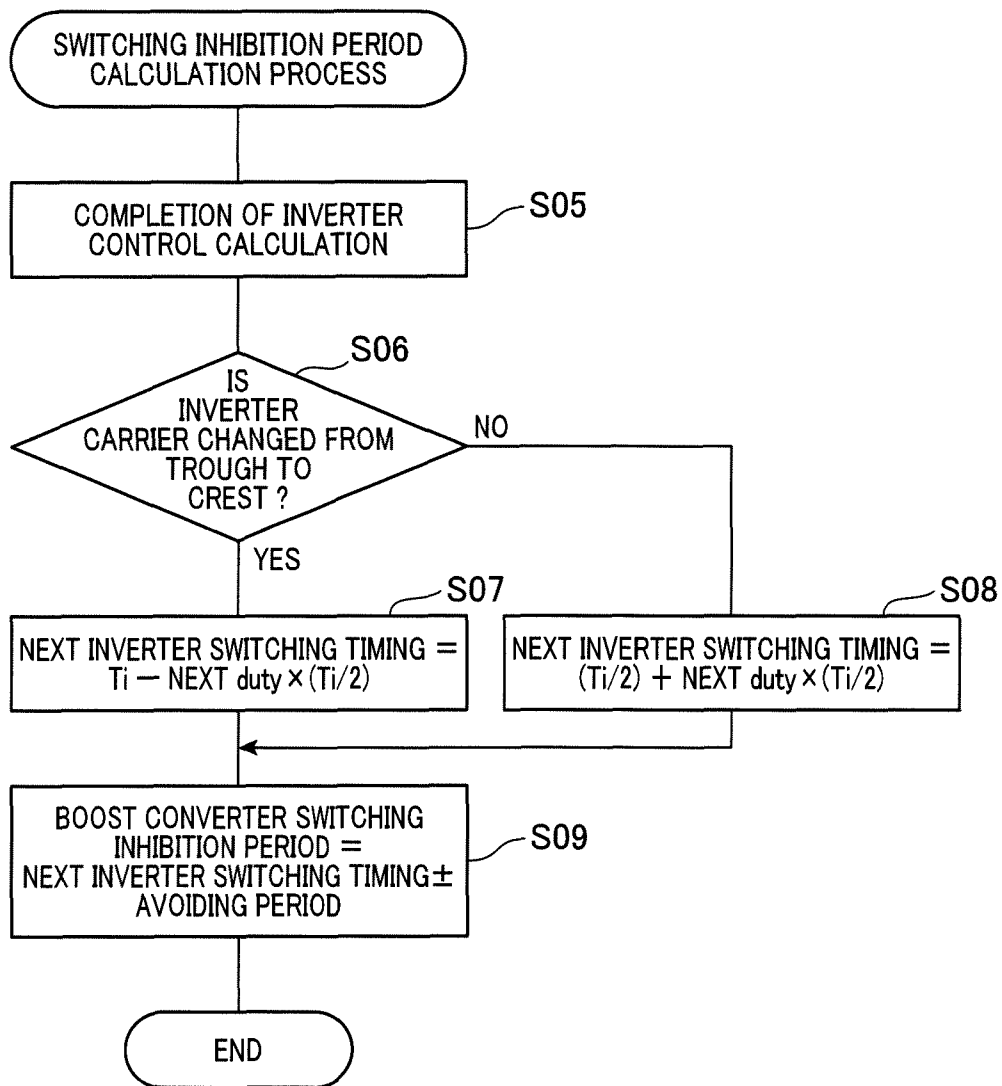 SWITCHING INHIBITION PERIOD
CALCULATION PROCESS
COMPLETION OF INVERTER
CONTROL CALCULATION
S05
S06
IS
INVERTER
CARRIER CHANGED FROM
TROUGH TO
CREST ?
NO
YES
S07
NEXT INVERTER SWITCHING TIMING =
Ti − NEXT duty × (Ti/2)
S08
NEXT INVERTER SWITCHING TIMING =
(Ti/2) + NEXT duty × (Ti/2)
BOOST CONVERTER SWITCHING
INHIBITION PERIOD =
NEXT INVERTER SWITCHING TIMING ±
AVOIDING PERIOD
S09
END